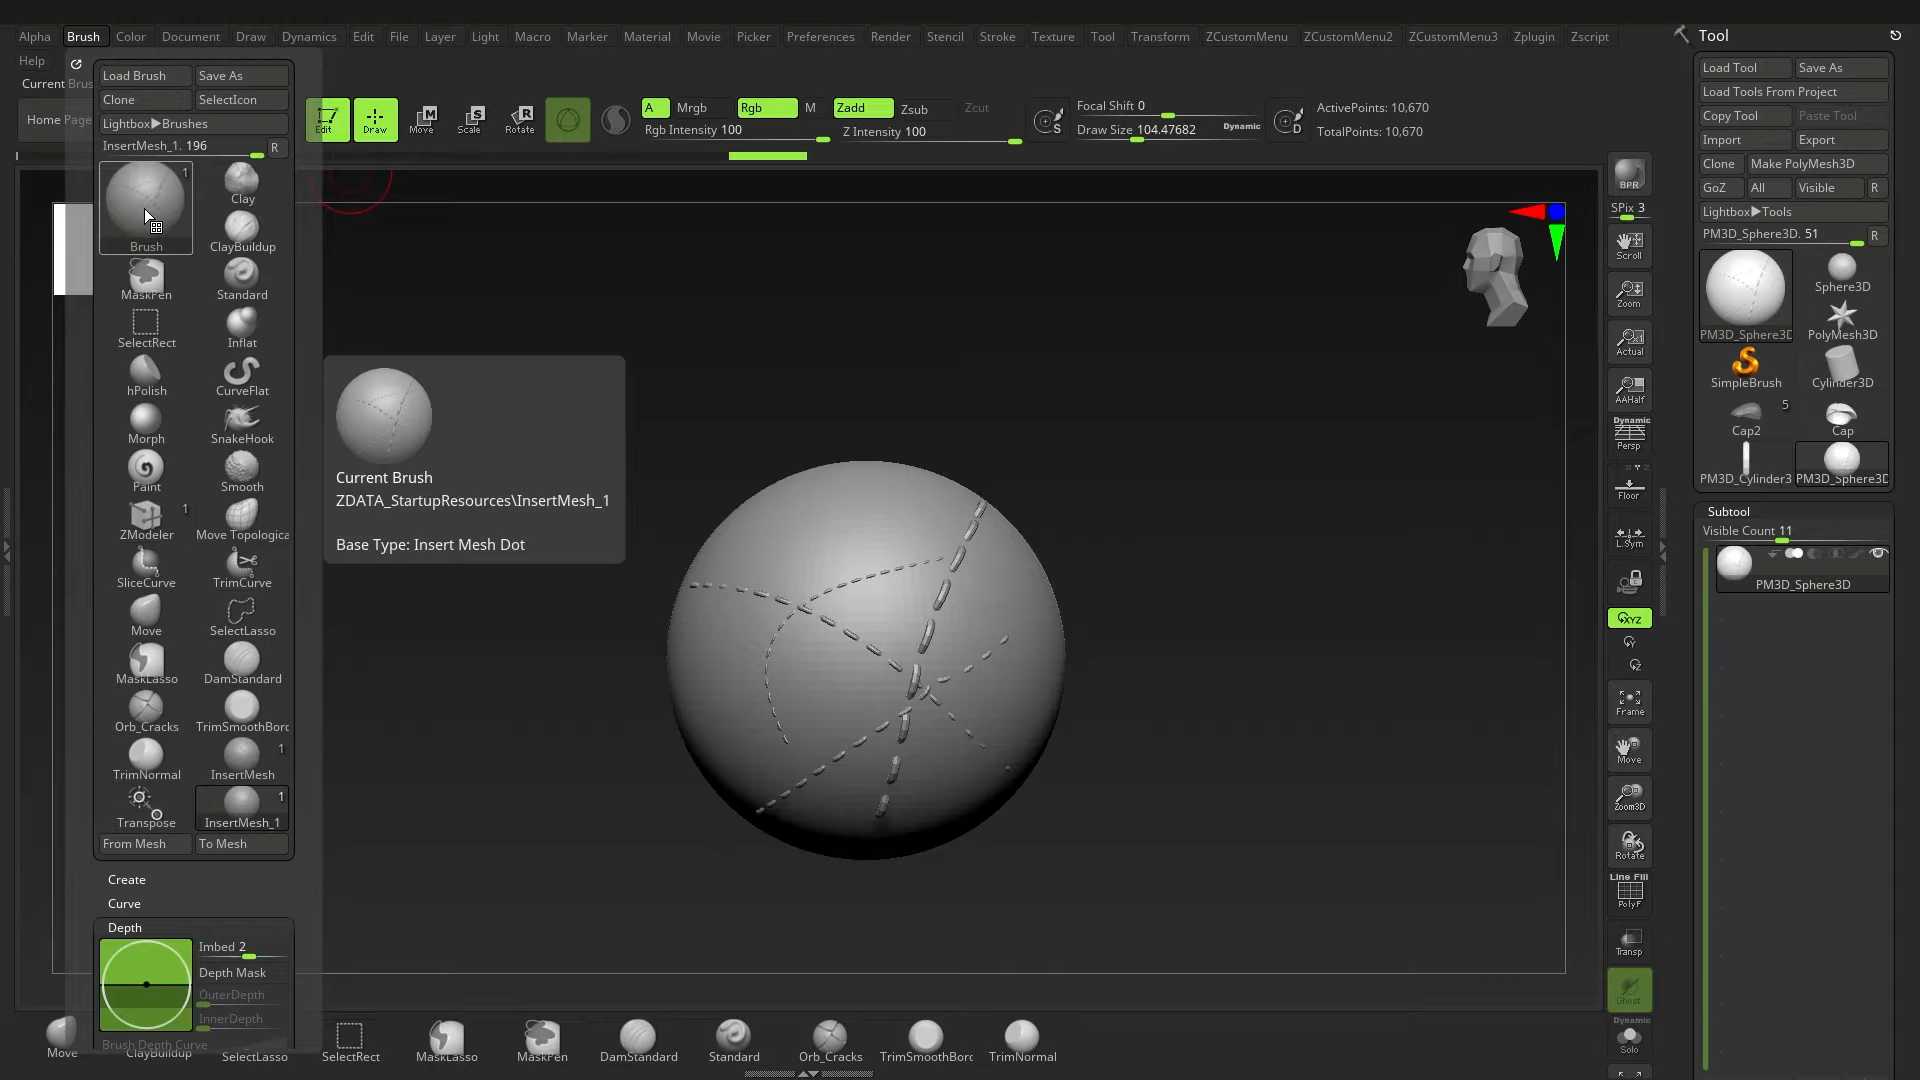 Alpha Brush Color Document Draw Dynamics Edit File Layer Light Macro Marker Material Movie Picker Preferences Render Stencil Stroke Texture Tool Transform ZCustomMenu ZCustomMenu2 ZCustomMenu3 Zplugin Zscript
Help
Current Brus
Home Page
Load Brush Save As
Clone SelectIcon
Lightbox▶Brushes
InsertMesh_1. 196 R
1
Brush
Clay
ClayBuildup
MaskPen Standard
SelectRect Inflat
hPolish CurveFlat
Morph SnakeHook
Paint Smooth
1
ZModeler Move Topologica
SliceCurve TrimCurve
Move SelectLasso
MaskLasso DamStandard
Orb_Cracks TrimSmoothBorc
1
TrimNormal InsertMesh
1
Transpose InsertMesh_1
From Mesh To Mesh
Create
Curve
Depth
Imbed 2
Depth Mask
OuterDepth
InnerDepth
Brush Depth Curve
Edit Draw Move Scale Rotate
M S R
A Mrgb Rgb M Zadd Zsub Zcut
Rgb Intensity 100 Z Intensity 100
S
Focal Shift 0
Draw Size 104.47682 Dynamic
D
ActivePoints: 10,670
TotalPoints: 10,670
Current Brush
ZDATA_StartupResources\InsertMesh_1
Base Type: Insert Mesh Dot
BPR
SPix 3
Scroll
Zoom
Actual
AAHalf
Dynamic
Persp
Floor
L.Sym
XYZ
Y
Z
Frame
Move
Zoom3D
Rotate
Line Fill
PolyF
Transp
Ghost
Dynamic
Solo
Tool
Load Tool Save As
Load Tools From Project
Copy Tool Paste Tool
Import Export
Clone Make PolyMesh3D
GoZ All Visible R
Lightbox▶Tools
PM3D_Sphere3D. 51 R
Sphere3D
PM3D_Sphere3D PolyMesh3D
SimpleBrush Cylinder3D
5
Cap2 Cap
PM3D_Cylinder3 PM3D_Sphere3D
Subtool
Visible Count 11
PM3D_Sphere3D
Move ClayBuildup SelectLasso SelectRect MaskLasso MaskPen DamStandard Standard Orb_Cracks TrimSmoothBorc TrimNormal